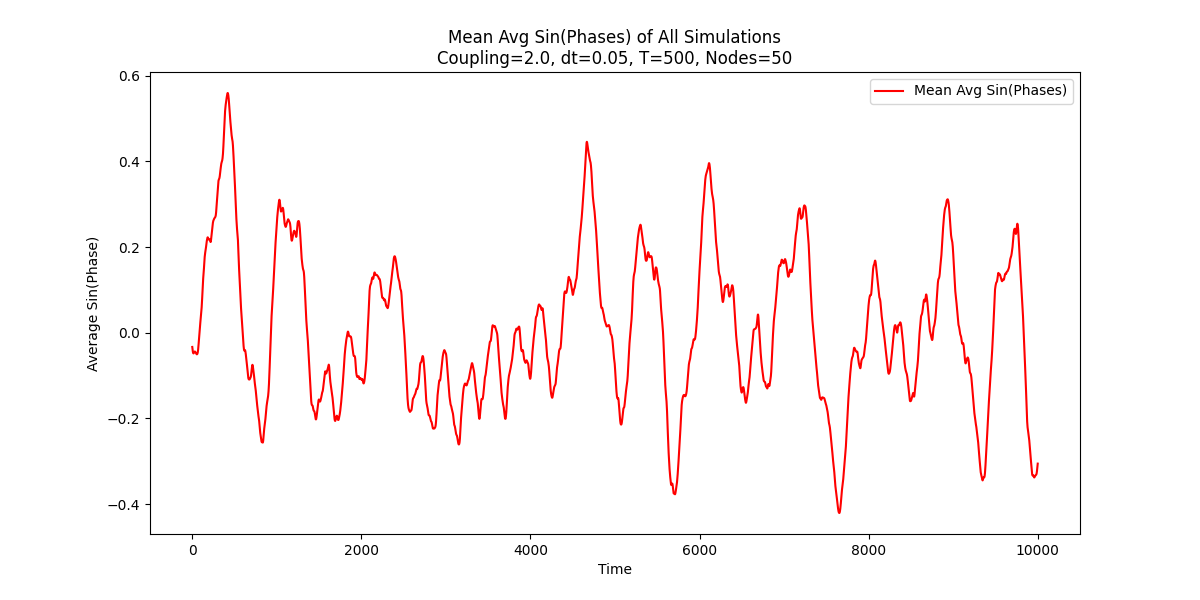 Mean Avg Sin(Phases) of All Simulations
Coupling=2.0, dt=0.05, T=500, Nodes=50
Mean Avg Sin(Phases)
Average Sin(Phase)
0.6
0.4
0.2
0.0
−0.2
−0.4
0 2000 4000 6000 8000 10000
Time